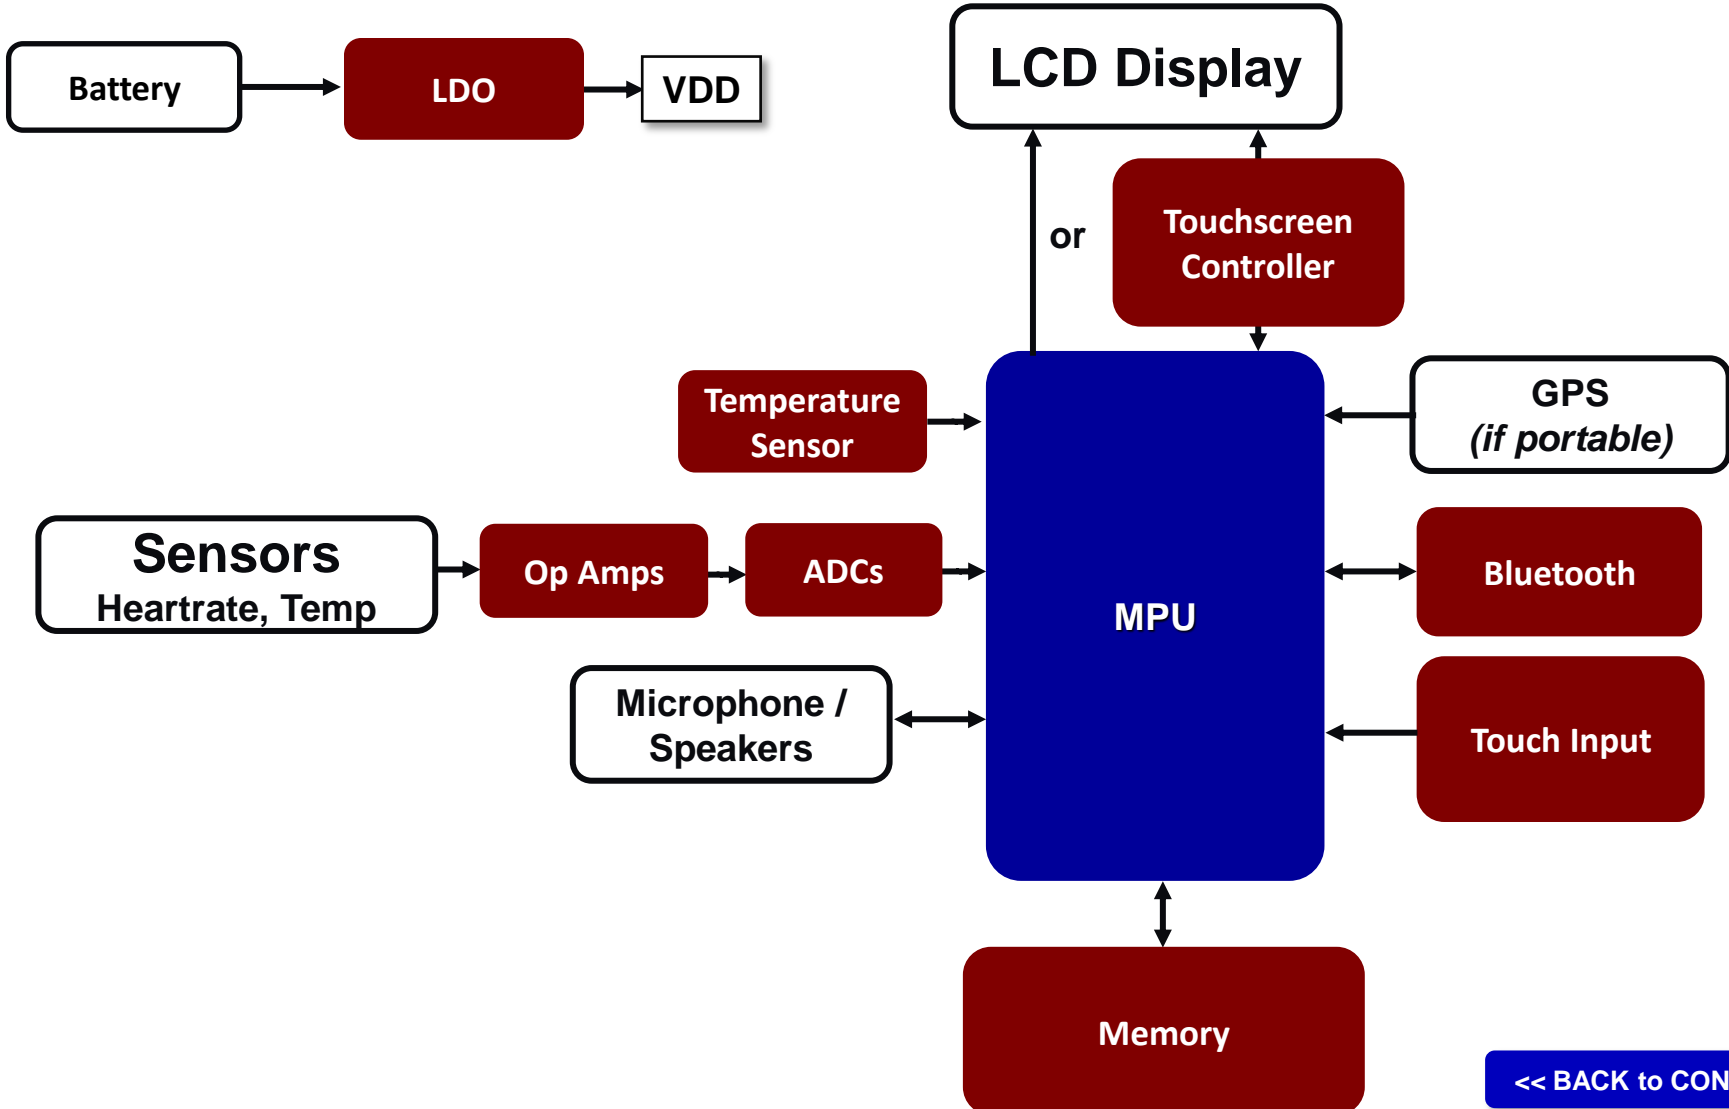 Battery
LDO
VDD
LCD Display
or
Touchscreen
Controller
Temperature
Sensor
GPS
(if portable)
Sensors
Heartrate, Temp
Op Amps
ADCs
MPU
Bluetooth
Microphone /
Speakers
Touch Input
Memory
<< BACK to CON